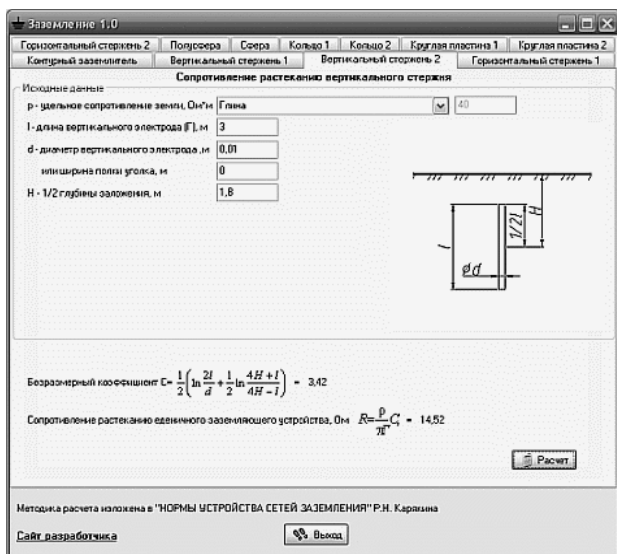 Заземление 1.0
Горизонтальный стержень 2 Полусфера Сфера Кольцо 1 Кольцо 2 Круглая пластина 1 Круглая пластина 2
Контурный заземлитель Вертикальный стержень 1 Вертикальный стержень 2 Горизонтальный стержень 1
Сопротивление растеканию вертикального стержня
Исходные данные
p - удельное сопротивление земли, Ом*м Глина 40
l - длина вертикального электрода (Г), м 3
d - диаметр вертикального электрода ,м 0,01
или ширина полки уголка, м 0
H - 1/2 глубины заложения, м 1,8
l 1/2l H
Ød
Безразмерный коэффициент C= 1/2 (ln 2l/d + 1/2 ln 4H+l/4H−l) = 3,42
Сопротивление растеканию еденичного заземляющего устройства, Ом R= ρ/πГ C, = 14,52
Расчет
Методика расчета изложена в "НОРМЫ УСТРОЙСТВА СЕТЕЙ ЗАЗЕМЛЕНИЯ" Р.Н. Карякина
Сайт разработчика Выход